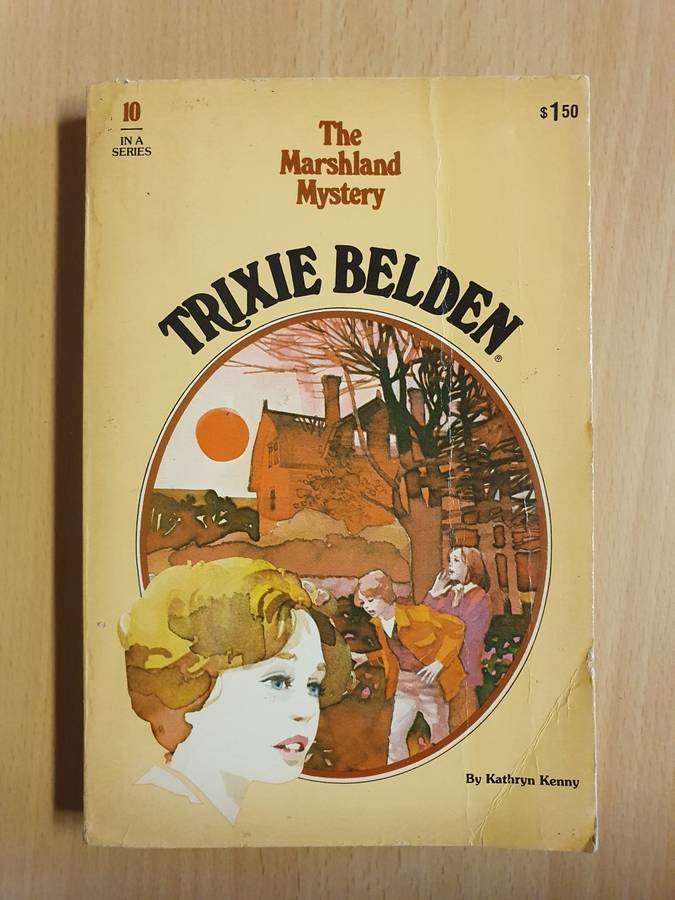 10
IN A
SERIES
$1.50
The
Marshland
Mystery
TRIXIE BELDEN®
By Kathryn Kenny